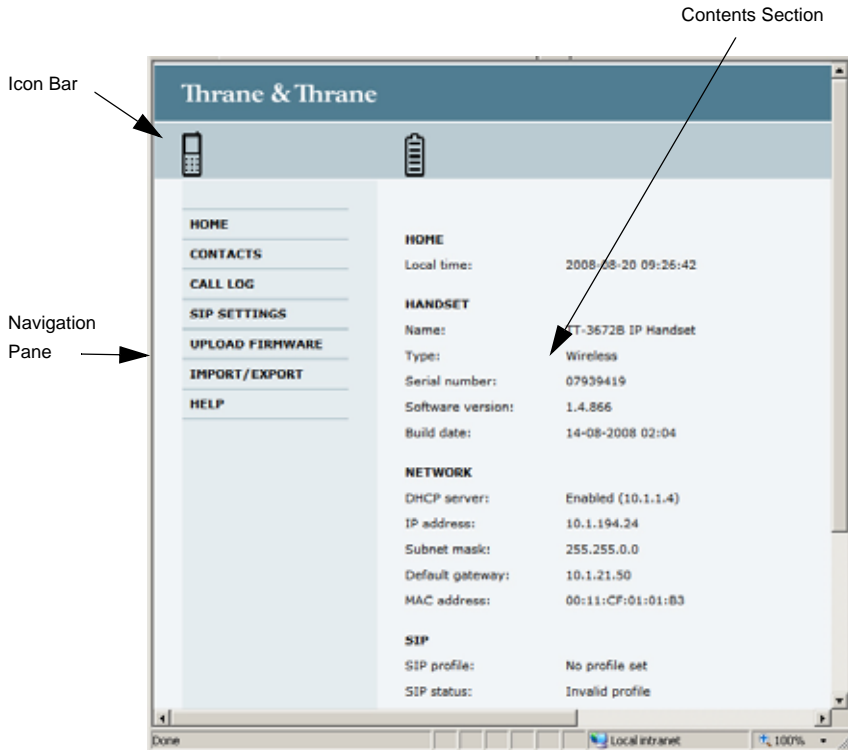 Contents Section
Icon Bar
Thrane & Thrane
HOME
CONTACTS
CALL LOG
SIP SETTINGS
UPLOAD FIRMWARE
IMPORT/EXPORT
HELP
Navigation
Pane
HOME
Local time: 2008-08-20 09:26:42
HANDSET
Name: TT-3672B IP Handset
Type: Wireless
Serial number: 07939419
Software version: 1.4.866
Build date: 14-08-2008 02:04
NETWORK
DHCP server: Enabled (10.1.1.4)
IP address: 10.1.194.24
Subnet mask: 255.255.0.0
Default gateway: 10.1.21.50
MAC address: 00:11:CF:01:01:B3
SIP
SIP profile: No profile set
SIP status: Invalid profile
Done Local intranet 100%